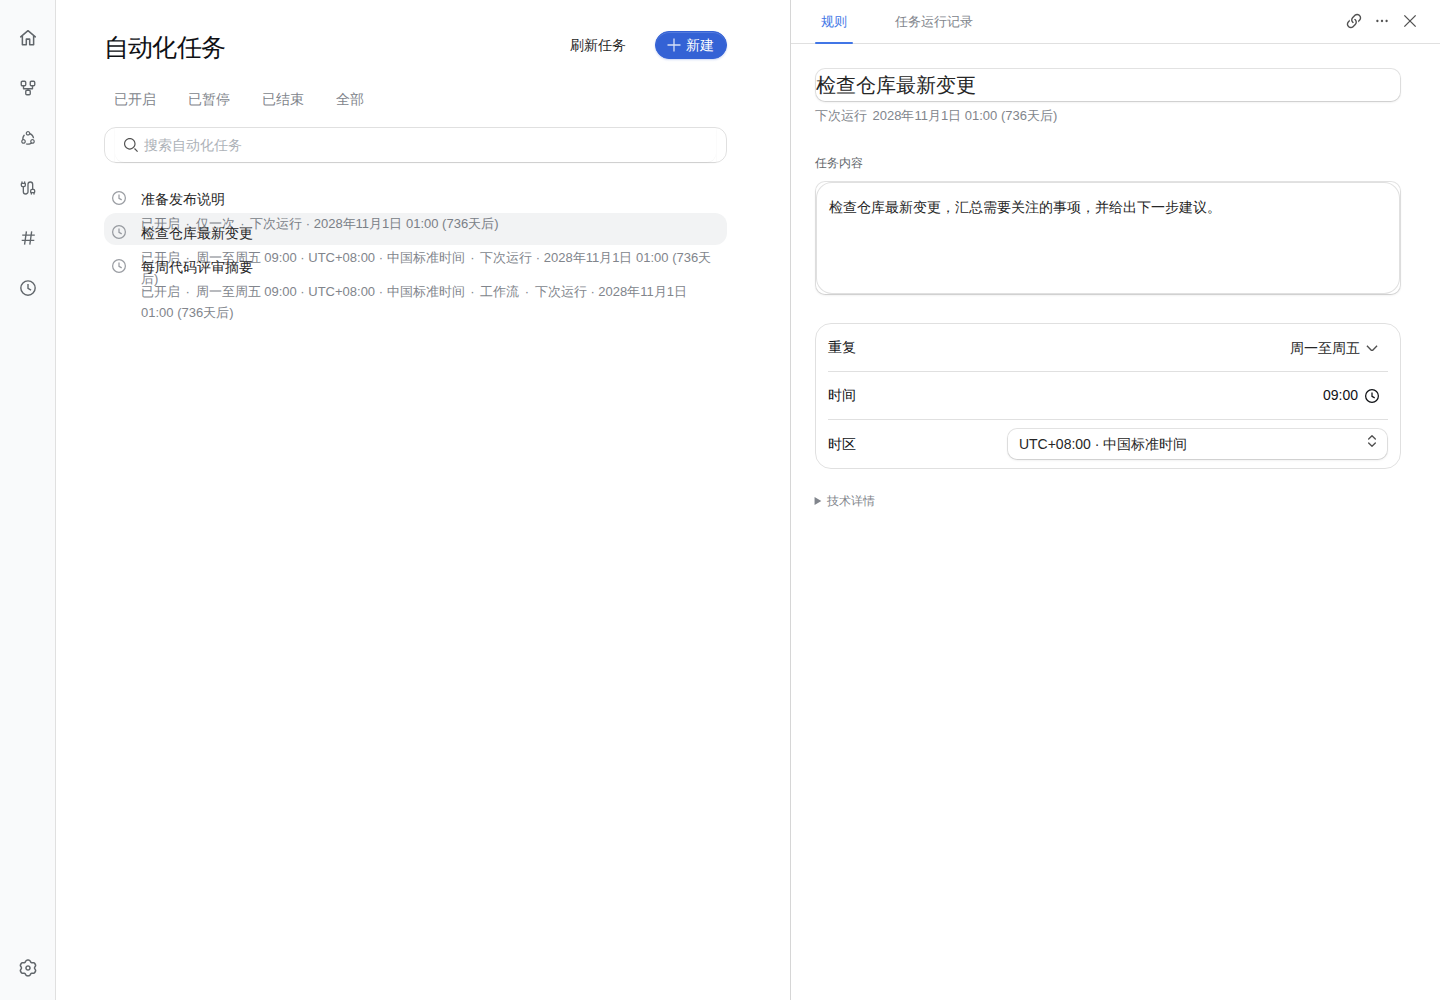 自动化任务
刷新任务
新建
已开启
已暂停
已结束
全部
搜索自动化任务
准备发布说明
已开启 · 仅一次 · 下次运行 · 2028年11月1日 01:00 (736天后)
检查仓库最新变更
已开启 · 周一至周五 09:00 · UTC+08:00 · 中国标准时间 · 下次运行 · 2028年11月1日 01:00 (736天
后)
每周代码评审摘要
已开启 · 周一至周五 09:00 · UTC+08:00 · 中国标准时间 · 工作流 · 下次运行 · 2028年11月1日
01:00 (736天后)
规则
任务运行记录
检查仓库最新变更
下次运行 2028年11月1日 01:00 (736天后)
任务内容
检查仓库最新变更，汇总需要关注的事项，并给出下一步建议。
重复
周一至周五
时间
09:00
时区
UTC+08:00 · 中国标准时间
技术详情